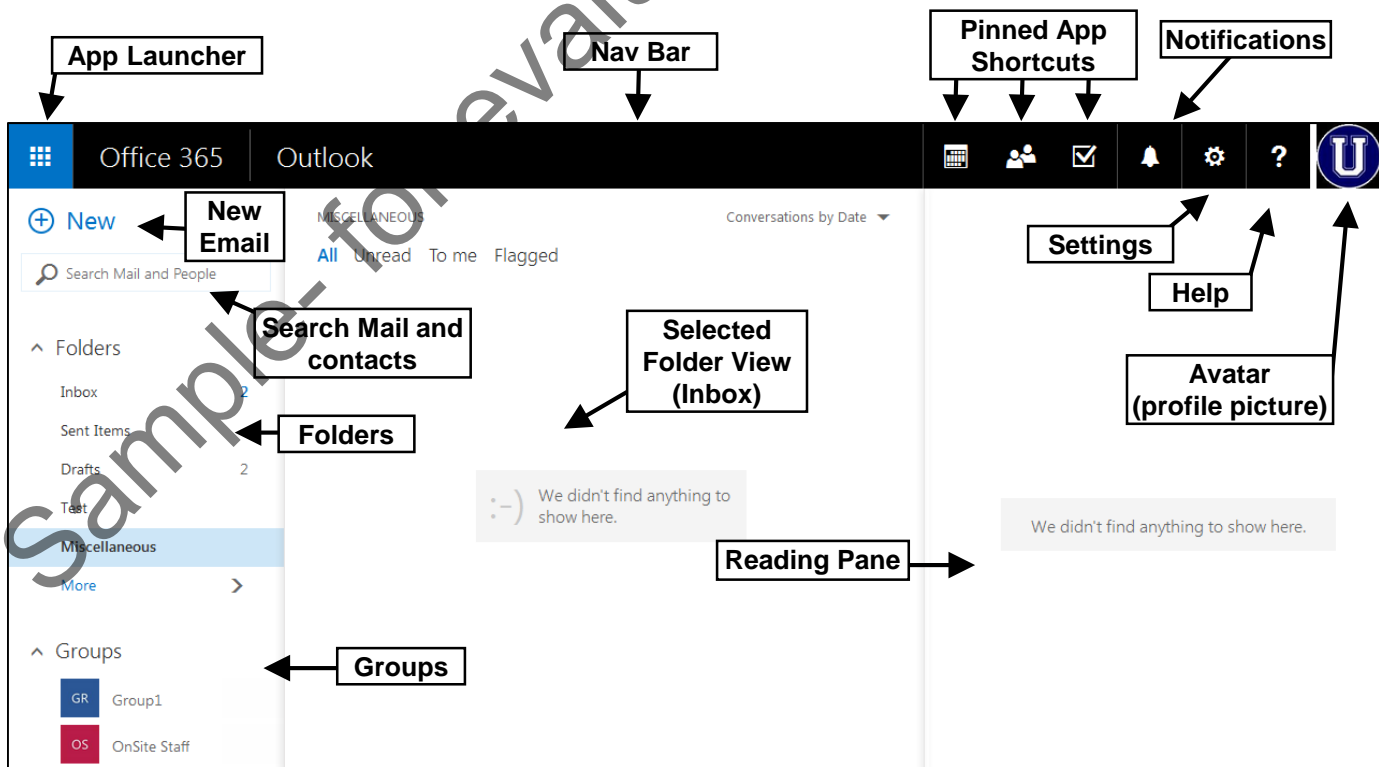 App Launcher
Nav Bar
Pinned App
Shortcuts
Notifications
Office 365
Outlook
?
U
New
New
Email
MISCELLANEOUS
Conversations by Date
All Unread To me Flagged
Settings
Search Mail and People
Help
Search Mail and
contacts
Selected
Folder View
(Inbox)
Avatar
(profile picture)
Folders
Inbox 2
Sent Items
Folders
Drafts 2
Test
:-)
We didn't find anything to
show here.
We didn't find anything to show here.
Miscellaneous
Reading Pane
More
Groups
Groups
GR Group1
OS OnSite Staff
Sample- for evalu